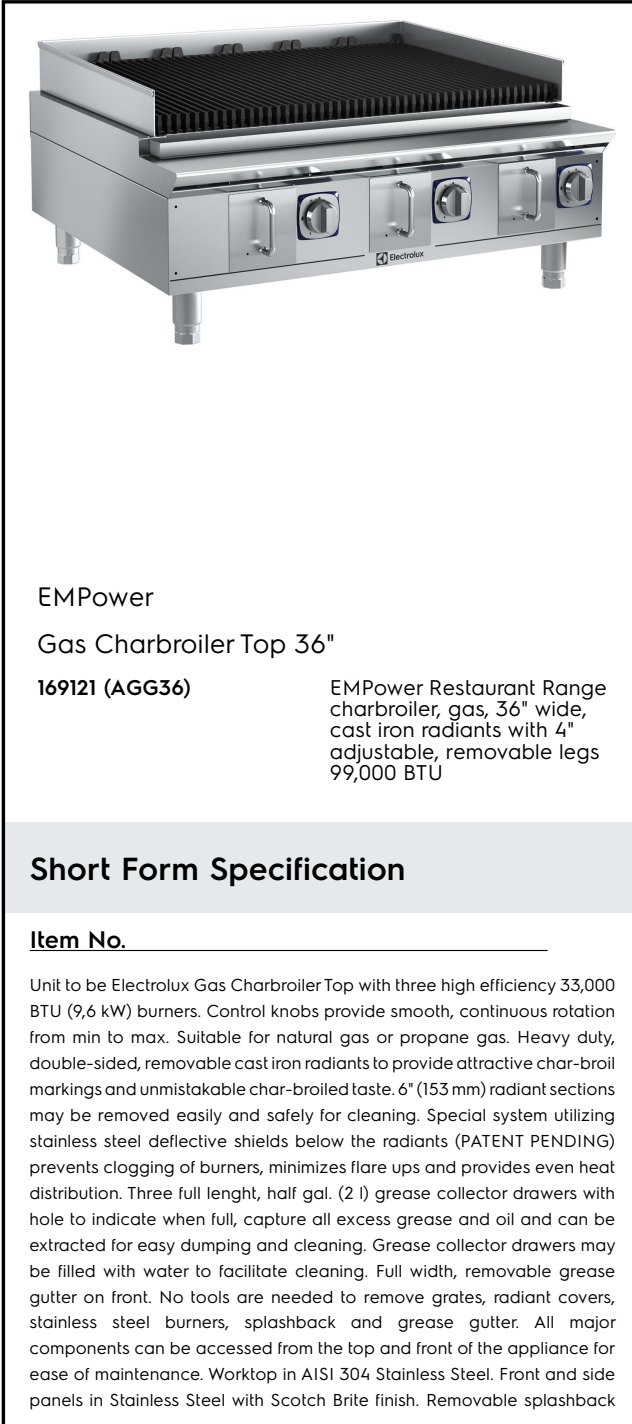 Electrolux
EMPower
Gas Charbroiler Top 36"
169121 (AGG36)
EMPower Restaurant Range
charbroiler, gas, 36" wide,
cast iron radiants with 4"
adjustable, removable legs
99,000 BTU
Short Form Specification
Item No.
Unit to be Electrolux Gas Charbroiler Top with three high efficiency 33,000
BTU (9,6 kW) burners. Control knobs provide smooth, continuous rotation
from min to max. Suitable for natural gas or propane gas. Heavy duty,
double-sided, removable cast iron radiants to provide attractive char-broil
markings and unmistakable char-broiled taste. 6" (153 mm) radiant sections
may be removed easily and safely for cleaning. Special system utilizing
stainless steel deflective shields below the radiants (PATENT PENDING)
prevents clogging of burners, minimizes flare ups and provides even heat
distribution. Three full lenght, half gal. (2 l) grease collector drawers with
hole to indicate when full, capture all excess grease and oil and can be
extracted for easy dumping and cleaning. Grease collector drawers may
be filled with water to facilitate cleaning. Full width, removable grease
gutter on front. No tools are needed to remove grates, radiant covers,
stainless steel burners, splashback and grease gutter. All major
components can be accessed from the top and front of the appliance for
ease of maintenance. Worktop in AISI 304 Stainless Steel. Front and side
panels in Stainless Steel with Scotch Brite finish. Removable splashback